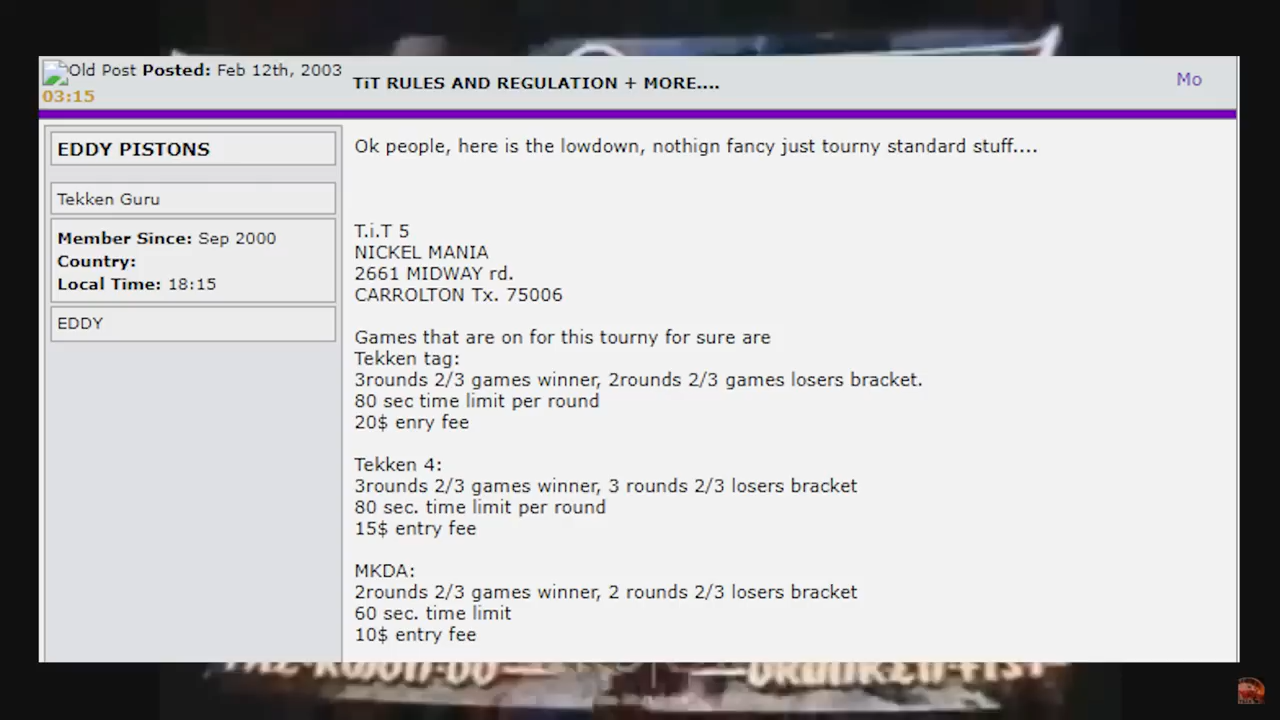 Old Post Posted: Feb 12th, 2003
03:15
TiT RULES AND REGULATION + MORE....
Mo
EDDY PISTONS
Tekken Guru
Member Since: Sep 2000
Country:
Local Time: 18:15
EDDY
Ok people, here is the lowdown, nothign fancy just tourny standard stuff....
T.i.T 5
NICKEL MANIA
2661 MIDWAY rd.
CARROLTON Tx. 75006
Games that are on for this tourny for sure are
Tekken tag:
3rounds 2/3 games winner, 2rounds 2/3 games losers bracket.
80 sec time limit per round
20$ enry fee
Tekken 4:
3rounds 2/3 games winner, 3 rounds 2/3 losers bracket
80 sec. time limit per round
15$ entry fee
MKDA:
2rounds 2/3 games winner, 2 rounds 2/3 losers bracket
60 sec. time limit
10$ entry fee
TAE-KWON-DO
DRUNKEN-FIST